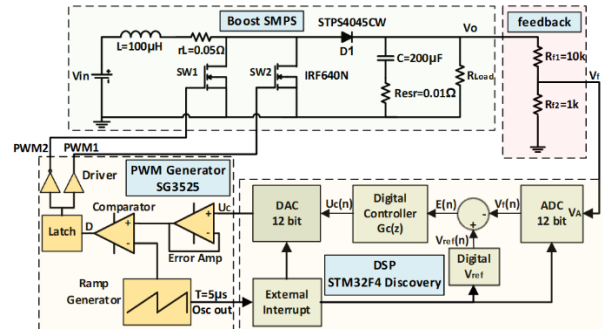 Boost SMPS
STPS4045CW
Vo
feedback
L=100μH
rL=0.05Ω
D1
Vin
SW1
SW2
IRF640N
C=200μF
Resr=0.01Ω
RLoad
Rf1=10k
Vf
Rf2=1k
PWM2
PWM1
Driver
PWM Generator
SG3525
Comparator
Latch
D
Uc
Error Amp
Ramp
Generator
T=5μs
Osc out
DAC
12 bit
Uc(n)
Digital
Controller
Gc(z)
E(n)
Vf(n)
Vref(n)
ADC
12 bit
VA
DSP
STM32F4 Discovery
Digital
Vref
External
Interrupt